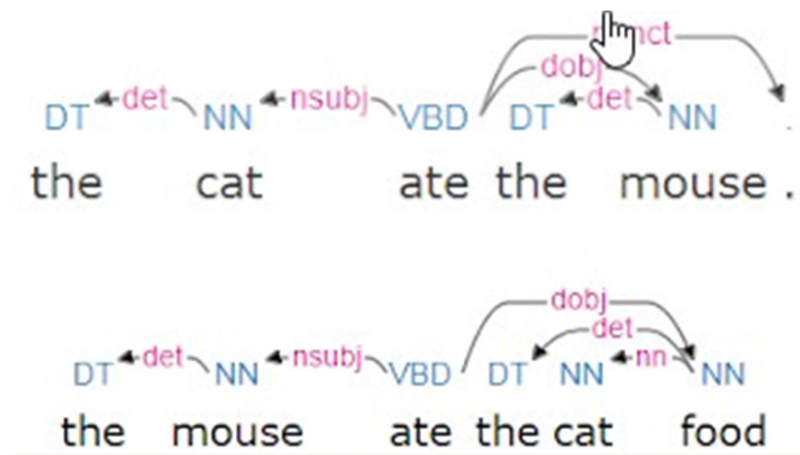 dobj
det nsubj det
DT NN VBD DT NN .
the cat ate the mouse .
dobj
det
det nsubj nn
DT NN VBD DT NN NN
the mouse ate the cat food